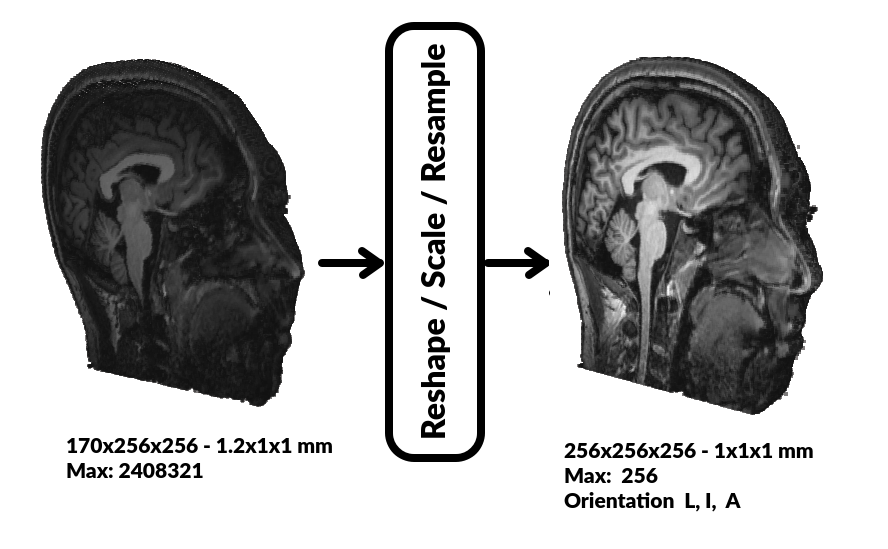 Reshape / Scale / Resample
170x256x256 - 1.2x1x1 mm
Max: 2408321
256x256x256 - 1x1x1 mm
Max: 256
Orientation L, I, A